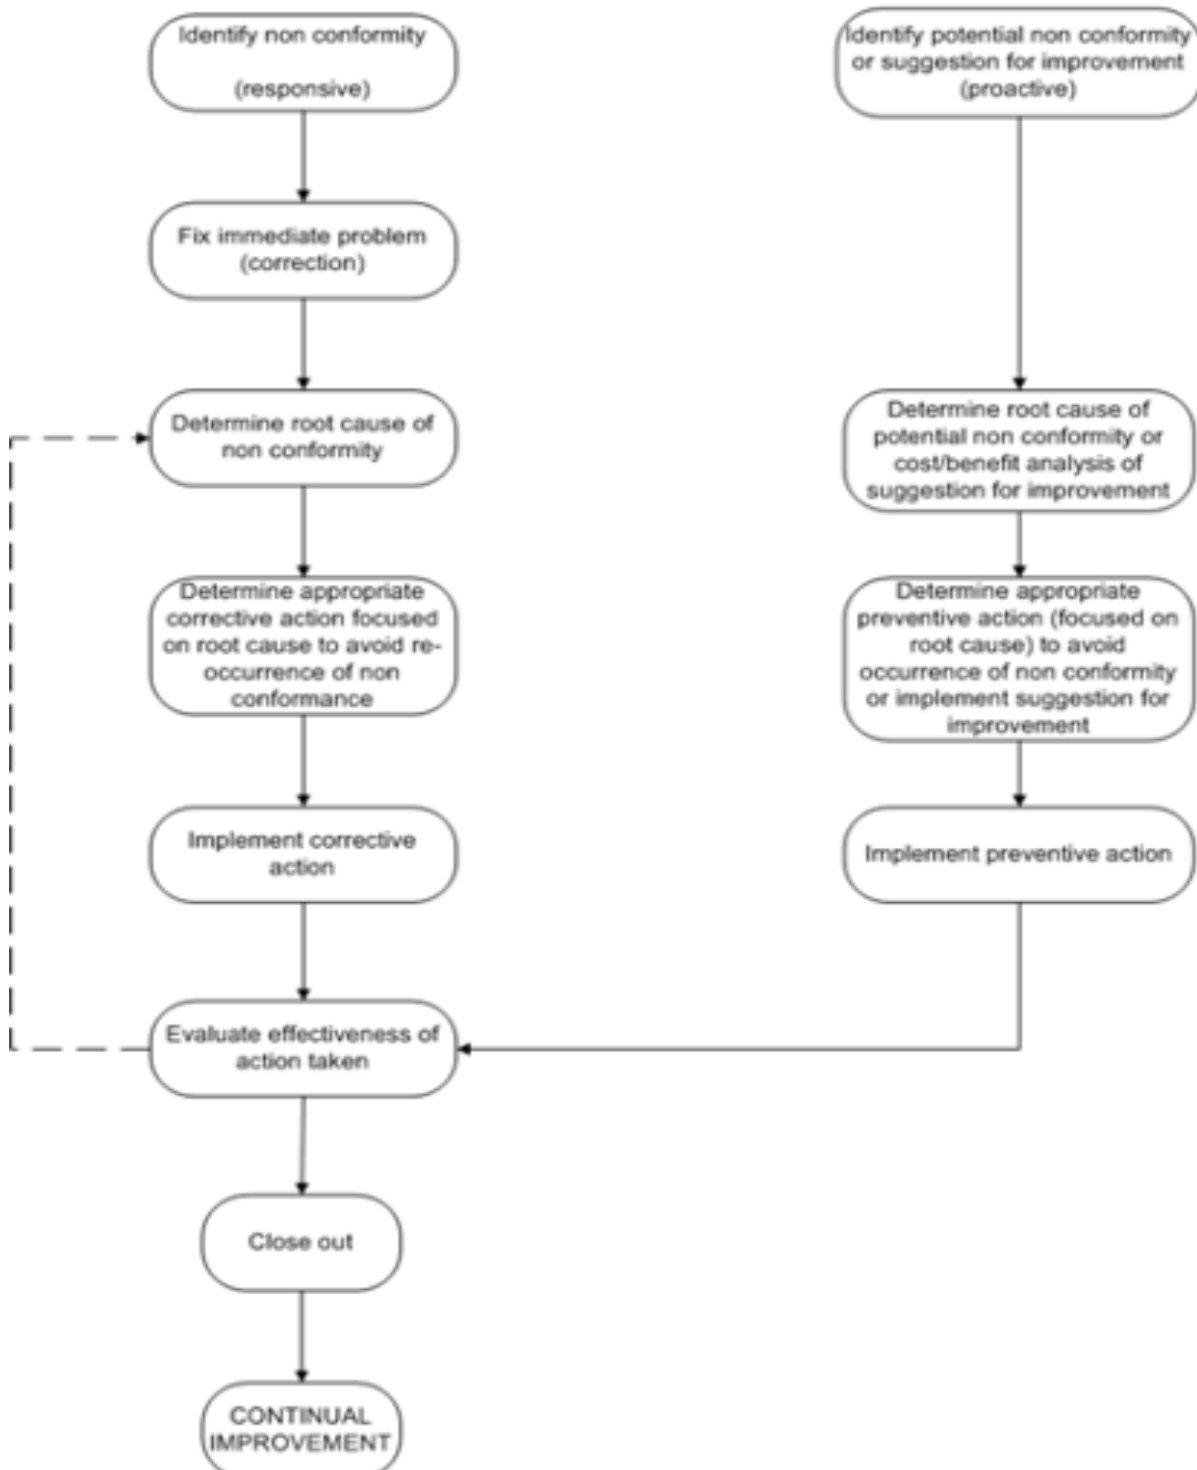 Identify non conformity
(responsive)
Fix immediate problem
(correction)
Determine root cause of
non conformity
Determine appropriate
corrective action focused
on root cause to avoid re-
occurrence of non
conformance
Implement corrective
action
Evaluate effectiveness of
action taken
Close out
CONTINUAL
IMPROVEMENT
Identify potential non conformity
or suggestion for improvement
(proactive)
Determine root cause of
potential non conformity or
cost/benefit analysis of
suggestion for improvement
Determine appropriate
preventive action (focused on
root cause) to avoid
occurrence of non conformity
or implement suggestion for
improvement
Implement preventive action